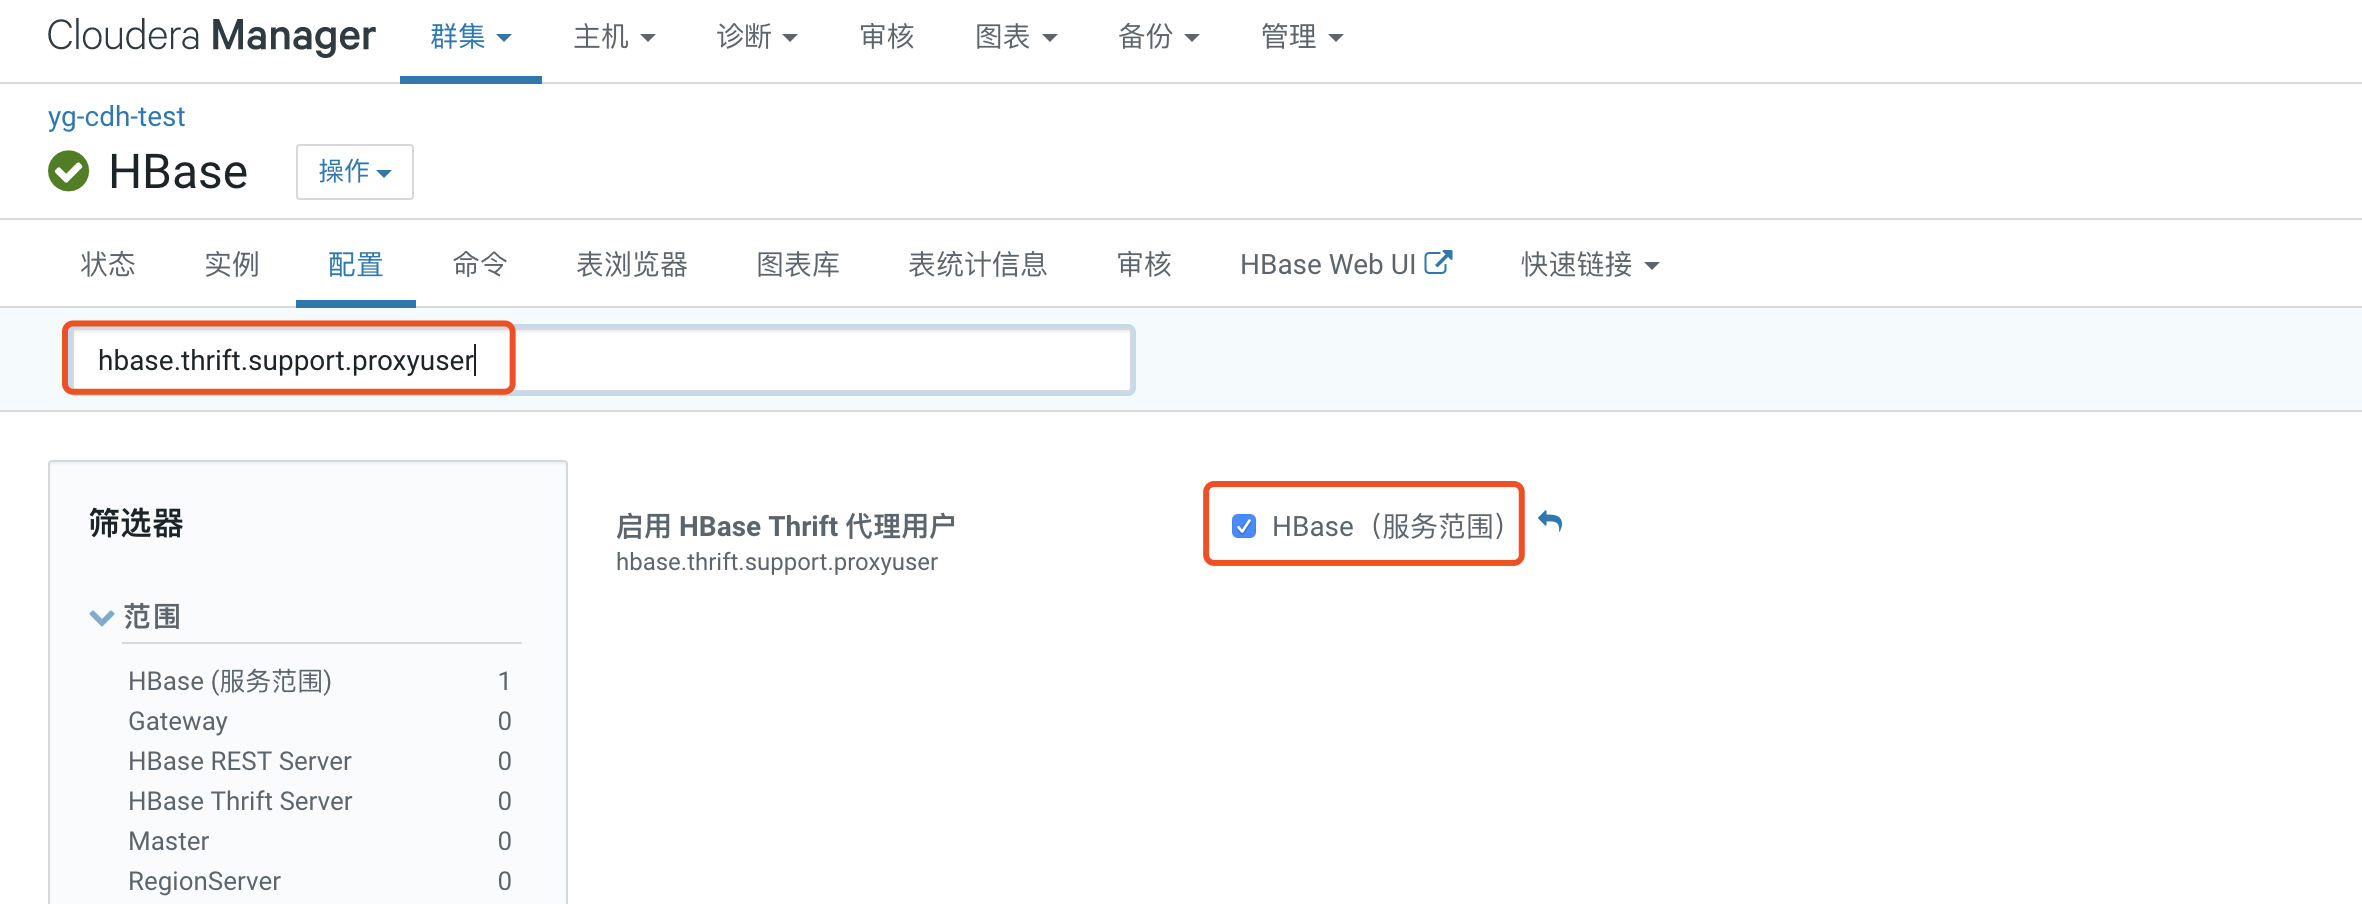 Cloudera Manager 群集 主机 诊断 审核 图表 备份 管理
yg-cdh-test
HBase 操作
状态 实例 配置 命令 表浏览器 图表库 表统计信息 审核 HBase Web UI 快速链接
hbase.thrift.support.proxyuser
筛选器
启用 HBase Thrift 代理用户 HBase（服务范围）
hbase.thrift.support.proxyuser
范围
HBase (服务范围) 1
Gateway 0
HBase REST Server 0
HBase Thrift Server 0
Master 0
RegionServer 0